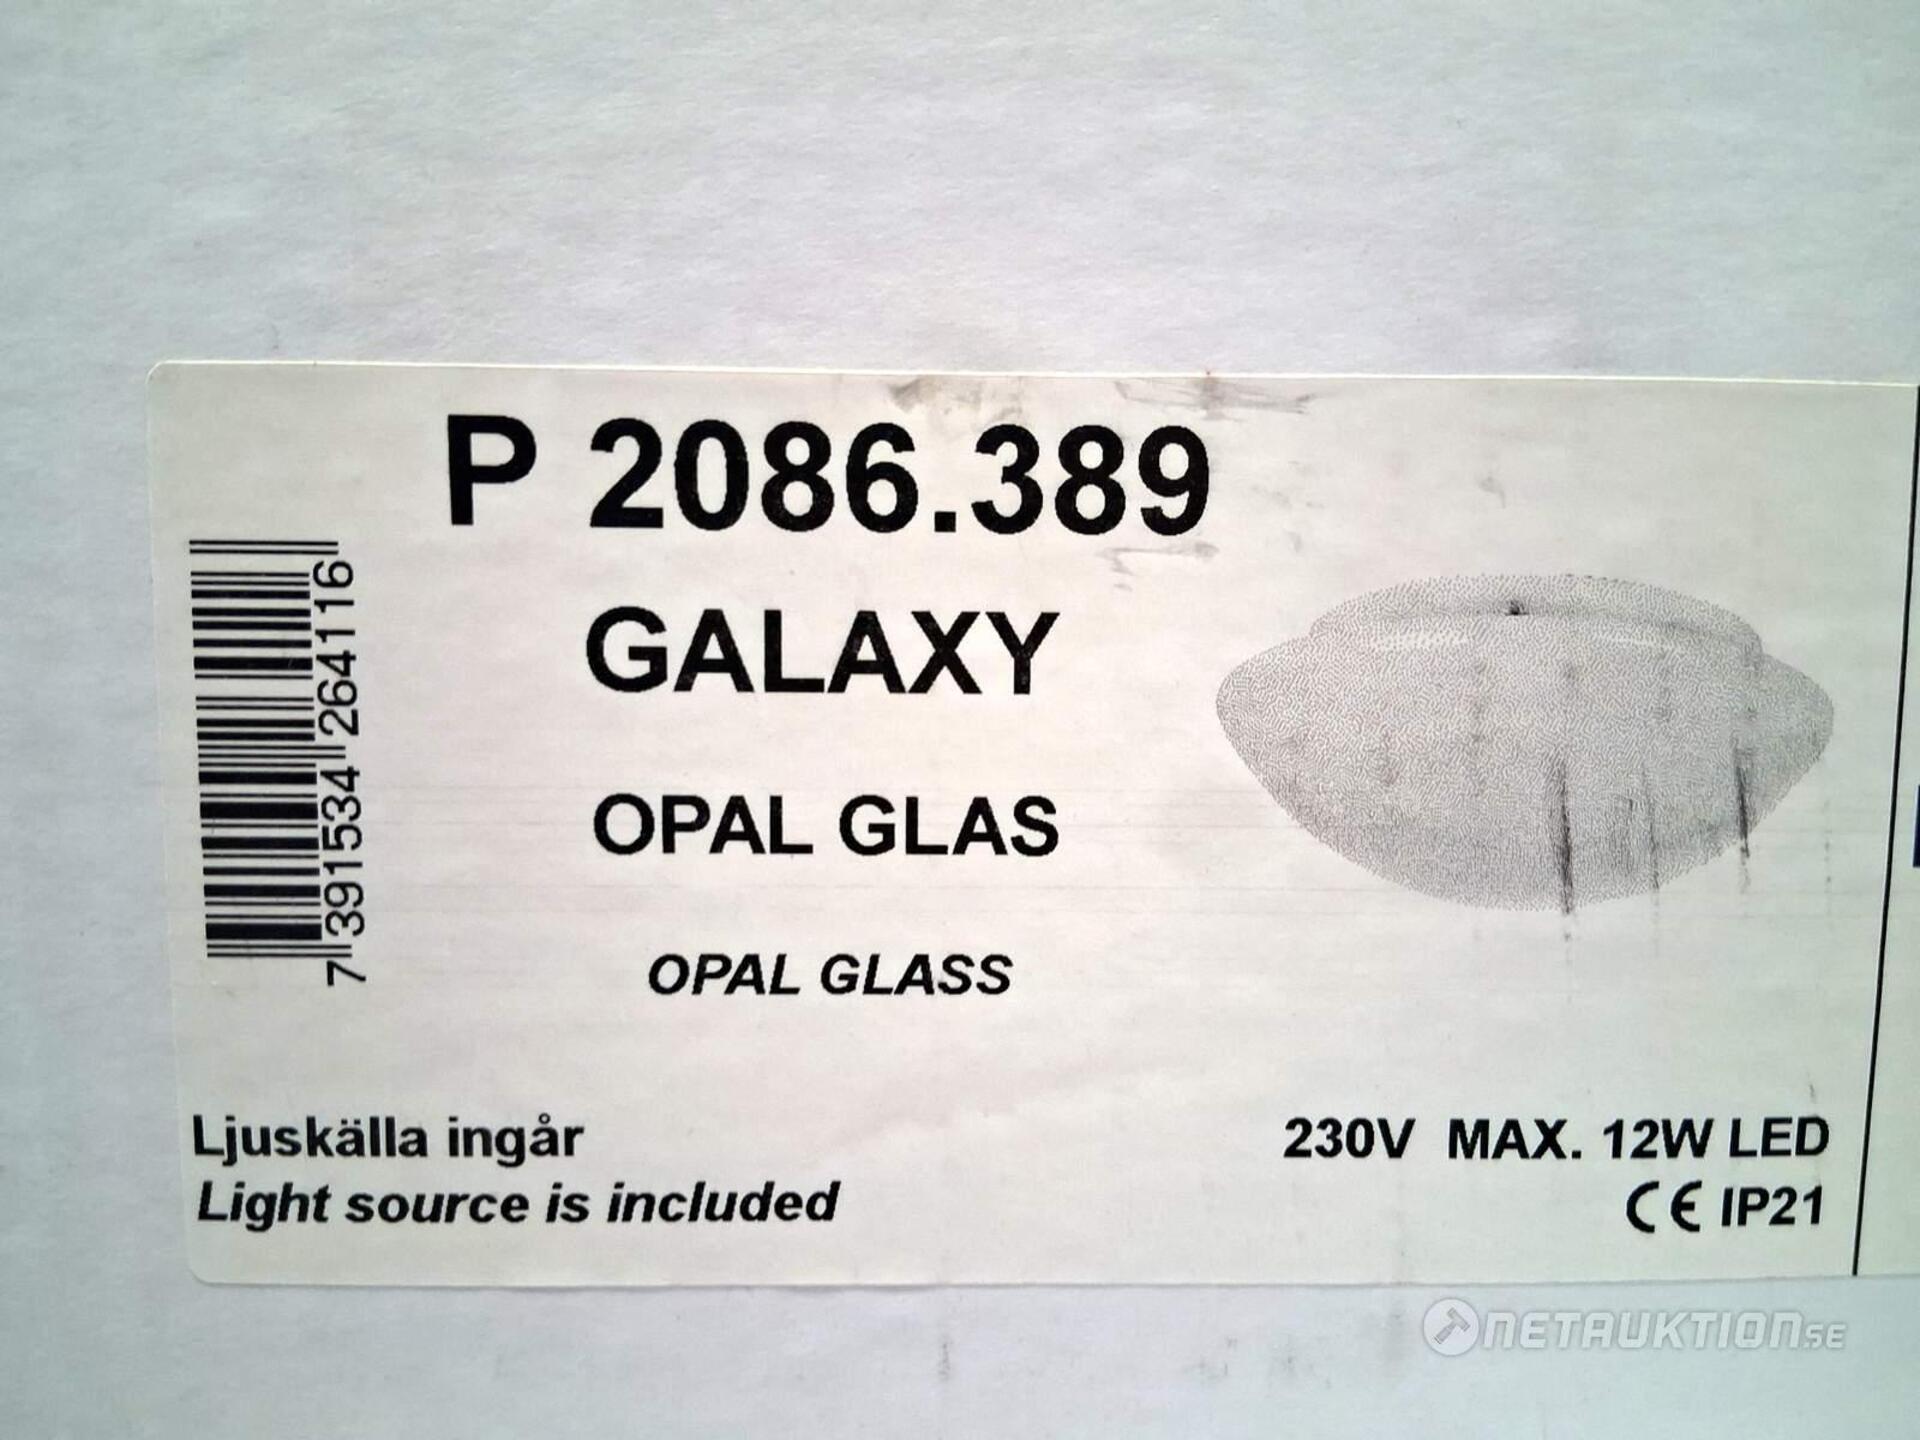 P 2086.389
GALAXY
OPAL GLAS
OPAL GLASS
7 391534 264116
Ljuskälla ingår
Light source is included
230V MAX. 12W LED
CE IP21
NETAUKTION.SE